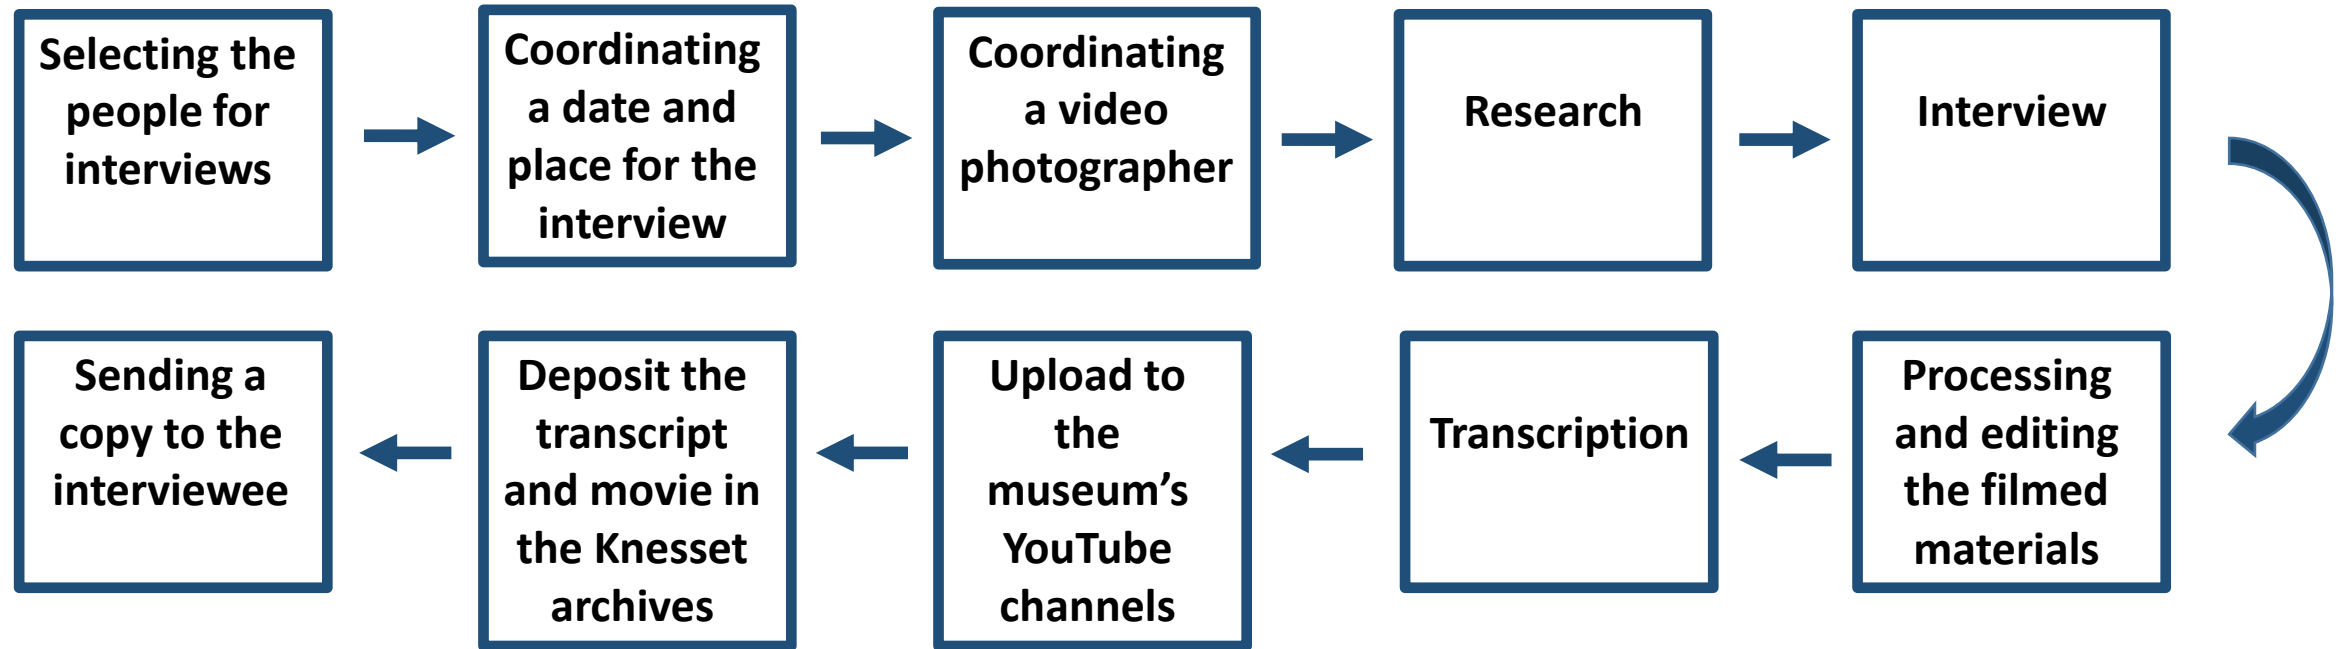 Selecting the
people for
interviews
Coordinating
a date and
place for the
interview
Coordinating
a video
photographer
Research
Interview
Processing
and editing
the filmed
materials
Transcription
Upload to
the
museum’s
YouTube
channels
Deposit the
transcript
and movie in
the Knesset
archives
Sending a
copy to the
interviewee